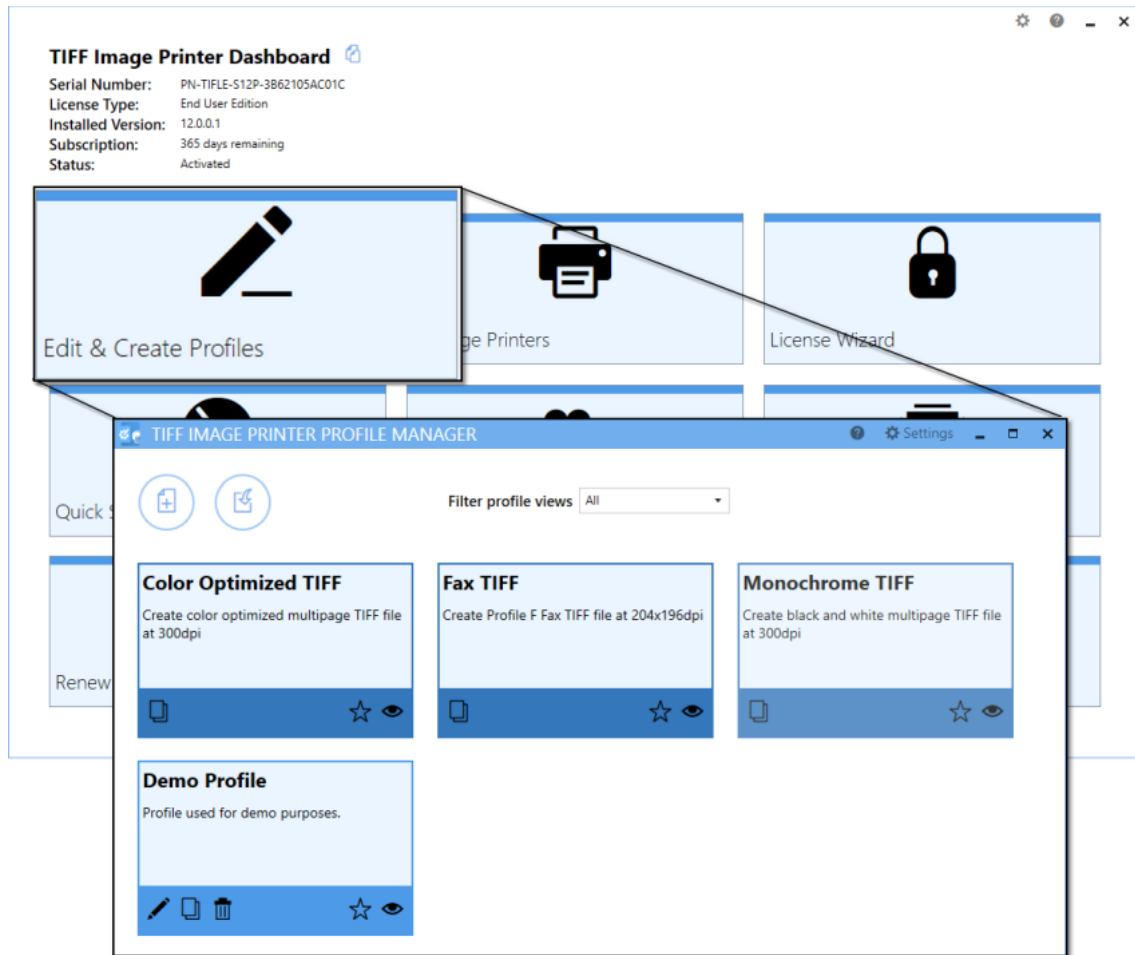 TIFF Image Printer Dashboard
Serial Number: PN-TIFLE-S12P-3B62105AC01C
License Type: End User Edition
Installed Version: 12.0.0.1
Subscription: 365 days remaining
Status: Activated
Edit & Create Profiles
ge Printers
License Wizard
Quick S
Renew
TIFF IMAGE PRINTER PROFILE MANAGER
Settings
Filter profile views All
Color Optimized TIFF
Create color optimized multipage TIFF file
at 300dpi
Fax TIFF
Create Profile F Fax TIFF file at 204x196dpi
Monochrome TIFF
Create black and white multipage TIFF file
at 300dpi
Demo Profile
Profile used for demo purposes.